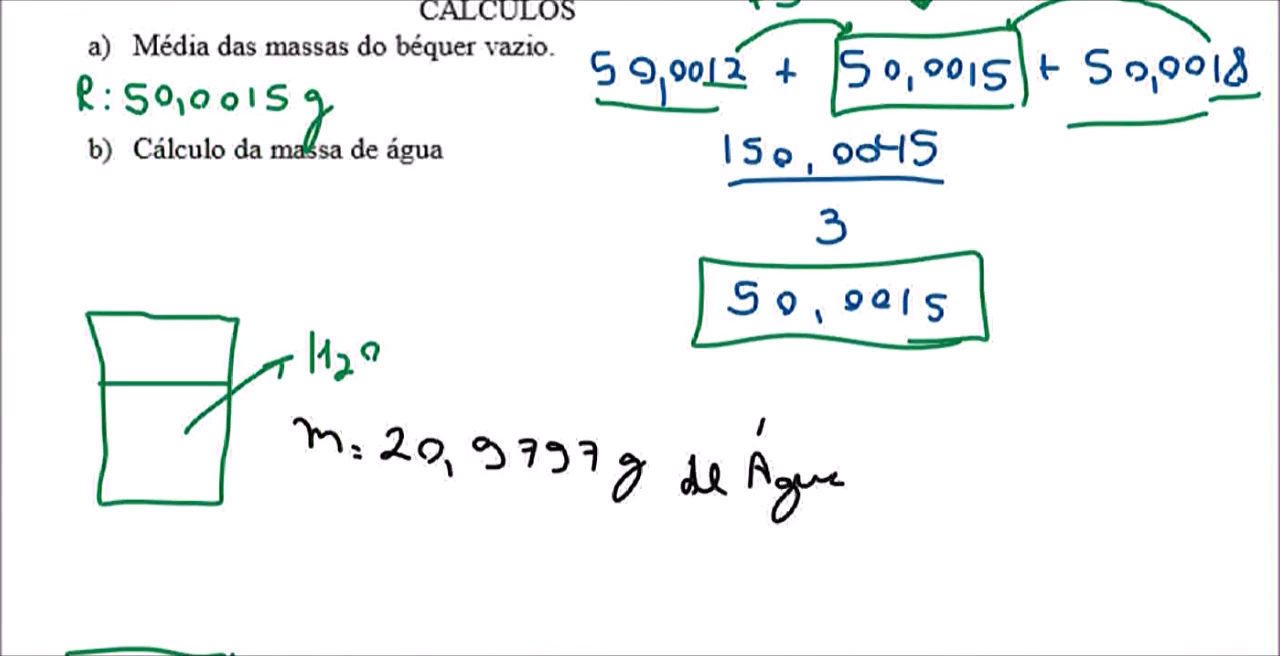 CÁLCULOS
a) Média das massas do béquer vazio.
50,0012 + 50,0015 + 50,0018
R: 50,0015 g
150,0045
b) Cálculo da massa de água
3
50,0015
H2O
m: 20,9797 g de Água